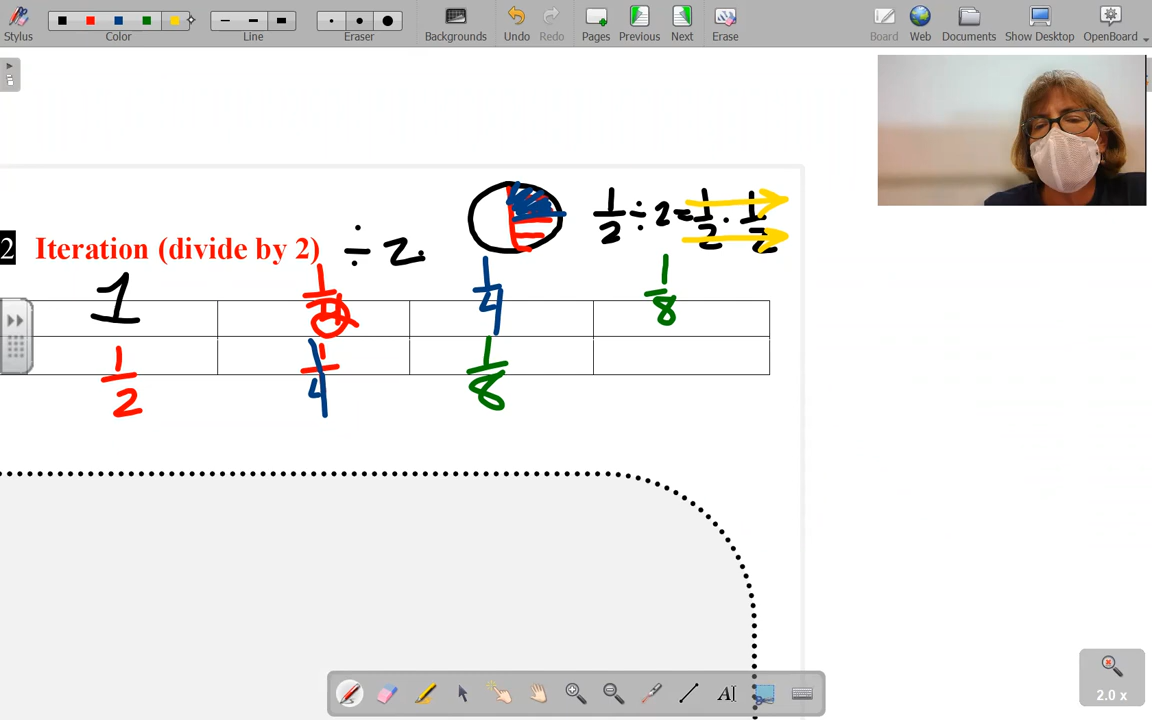 Stylus Color Line Eraser Backgrounds Undo Redo Pages Previous Next Erase Board Web Documents Show Desktop OpenBoard
1/2 ÷ 2 = 1/2 · 1/2
2 Iteration (divide by 2) ÷ 2.
1 1/2 1/4 1/8
1/2 1/4 1/8
2.0 x